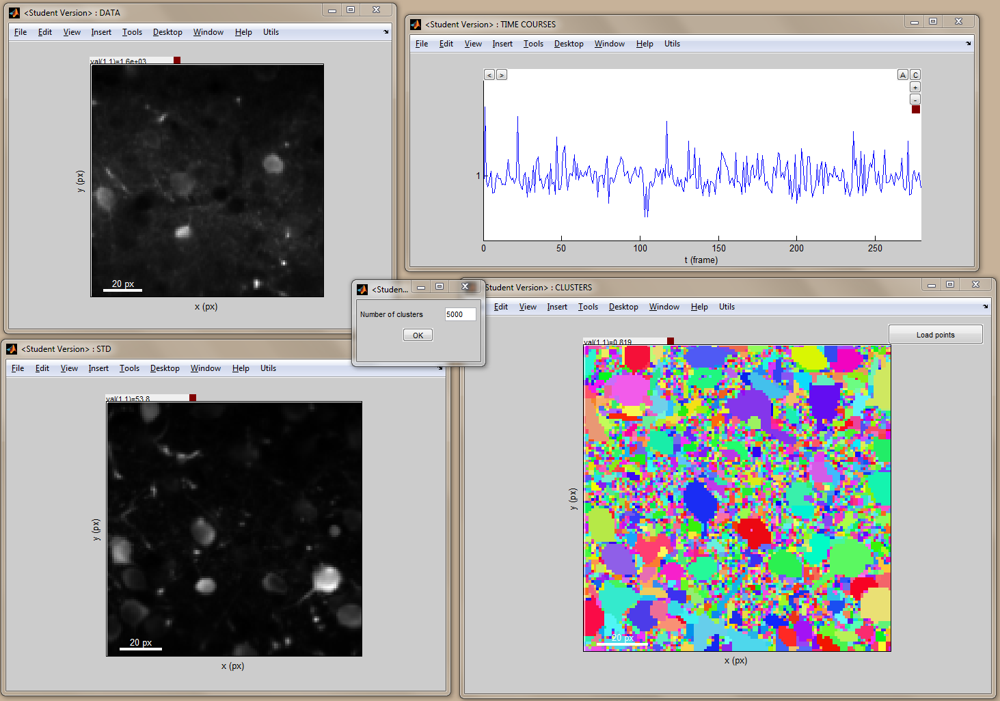 <Student Version> : DATA
File Edit View Insert Tools Desktop Window Help Utils
val(1,1)=1.6e+03
y (px)
20 px
x (px)
<Student Version> : TIME COURSES
File Edit View Insert Tools Desktop Window Help Utils
< > A C
+
-
1
0 50 100 150 200 250
t (frame)
<Studen...
Number of clusters 5000
OK
Student Version> : CLUSTERS
Edit View Insert Tools Desktop Window Help Utils
Load points
val(1,1)=0.819
y (px)
20 px
x (px)
<Student Version> : STD
File Edit View Insert Tools Desktop Window Help Utils
val(1,1)=53.8
y (px)
20 px
x (px)